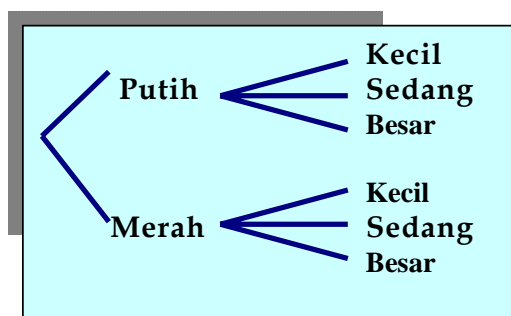 Putih
Kecil
Sedang
Besar
Merah
Kecil
Sedang
Besar